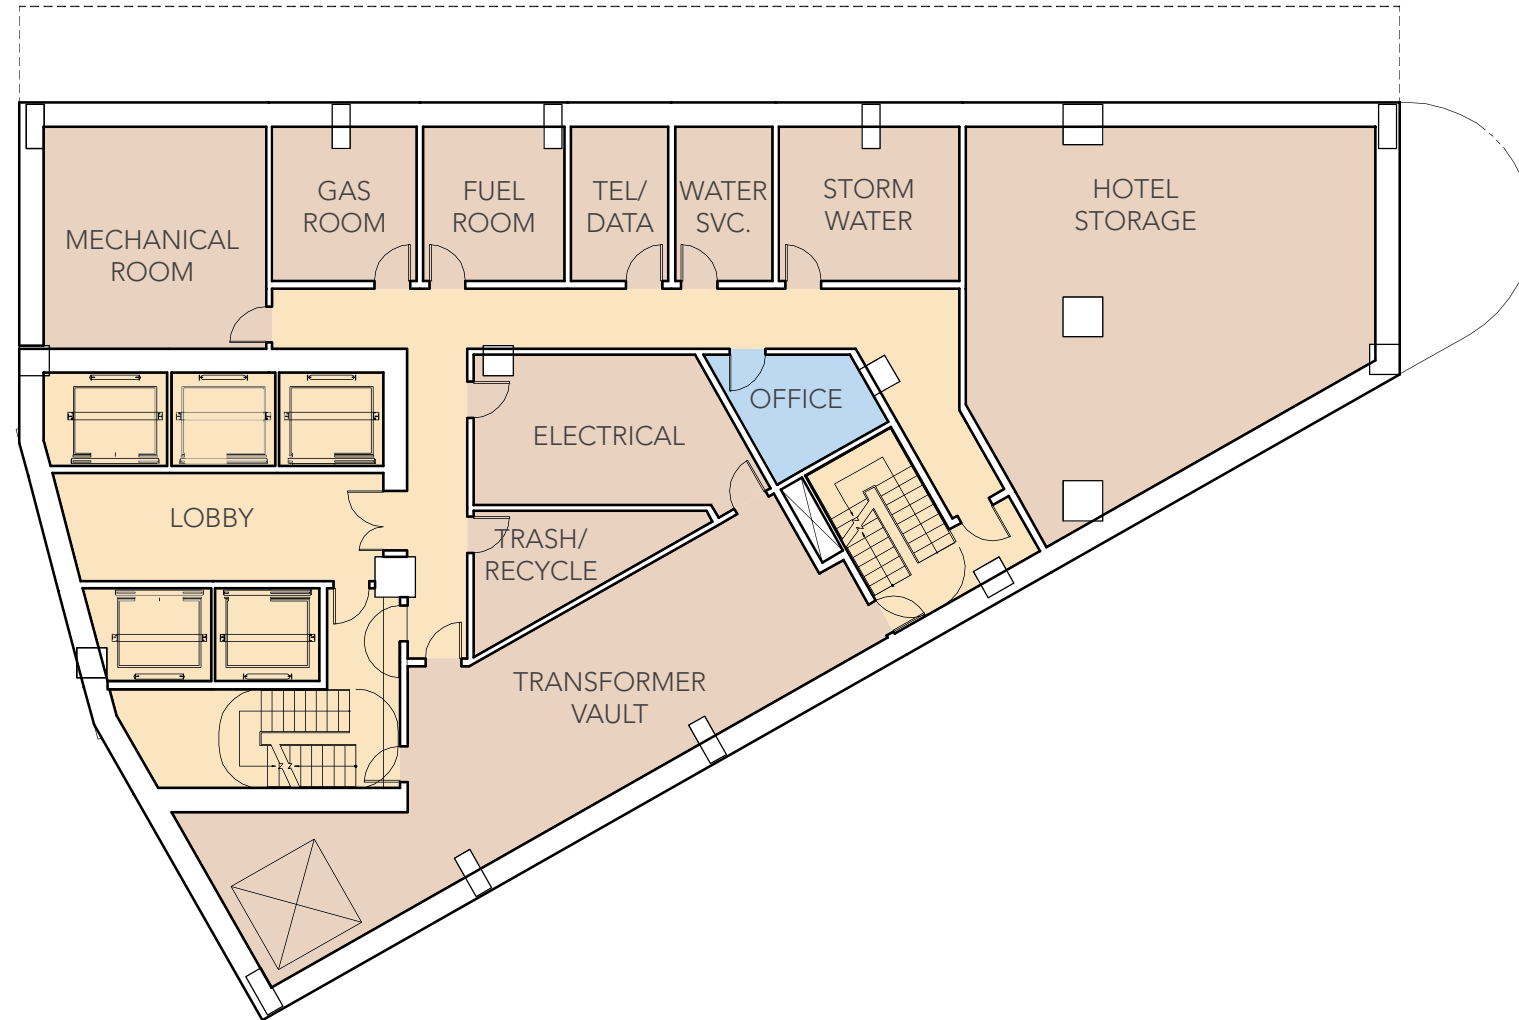 MECHANICAL
ROOM
GAS
ROOM
FUEL
ROOM
TEL/
DATA
WATER
SVC.
STORM
WATER
HOTEL
STORAGE
OFFICE
ELECTRICAL
LOBBY
TRASH/
RECYCLE
TRANSFORMER
VAULT